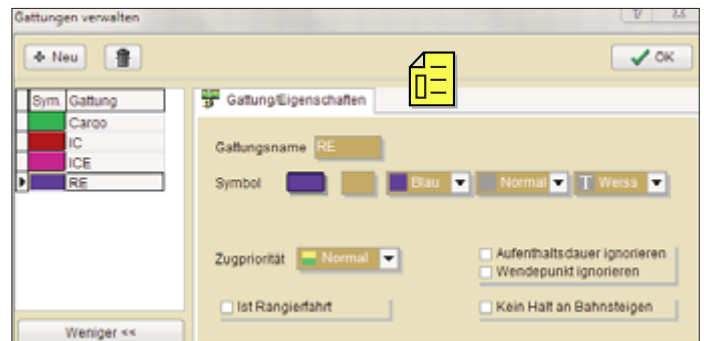 Gattungen verwalten
Neu
OK
Sym. Gattung
Cargo
IC
ICE
RE
Gattung/Eigenschaften
Gattungsname RE
Symbol Blau Normal T Weiss
Zugpriorität Normal
Aufenthaltsdauer ignorieren
Wendepunkt ignorieren
Ist Rangierfahrt
Kein Halt an Bahnsteigen
Weniger <<